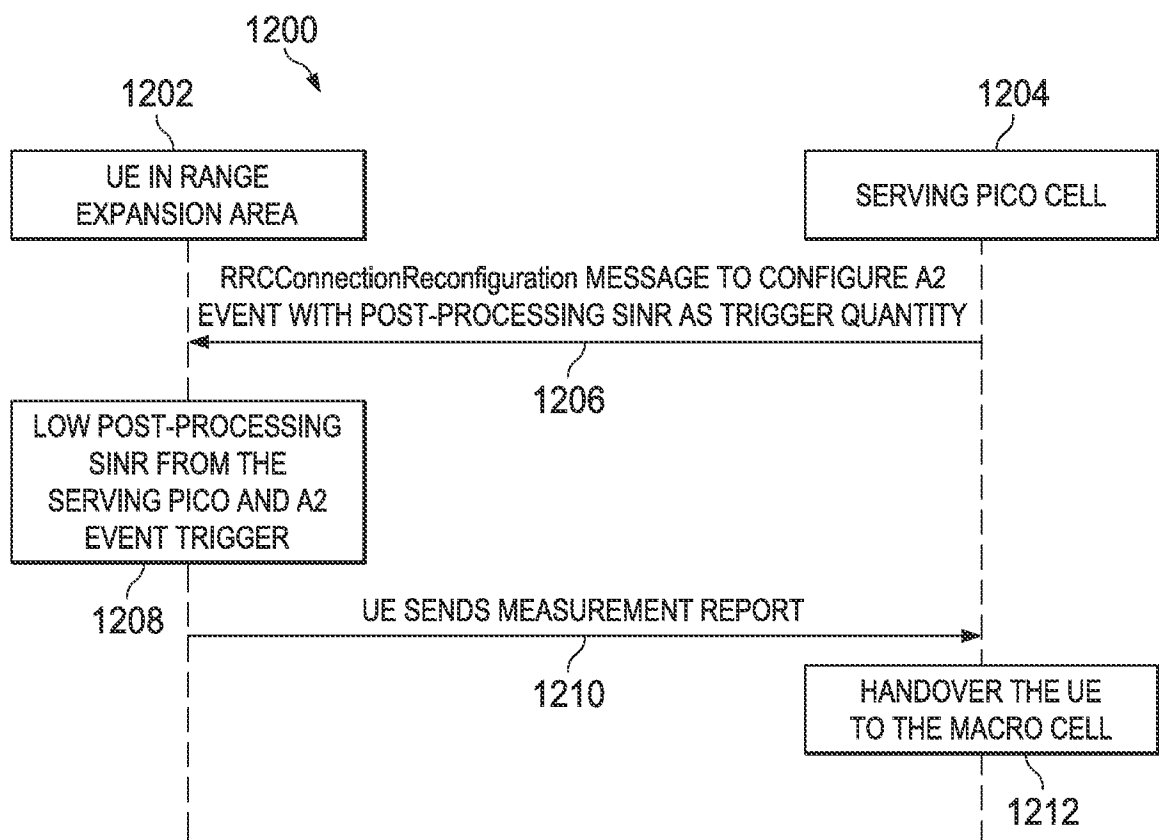 1200
1202
1204
UE IN RANGE
EXPANSION AREA
SERVING PICO CELL
RRCConnectionReconfiguration MESSAGE TO CONFIGURE A2
EVENT WITH POST-PROCESSING SINR AS TRIGGER QUANTITY
1206
LOW POST-PROCESSING
SINR FROM THE
SERVING PICO AND A2
EVENT TRIGGER
1208
UE SENDS MEASUREMENT REPORT
1210
HANDOVER THE UE
TO THE MACRO CELL
1212